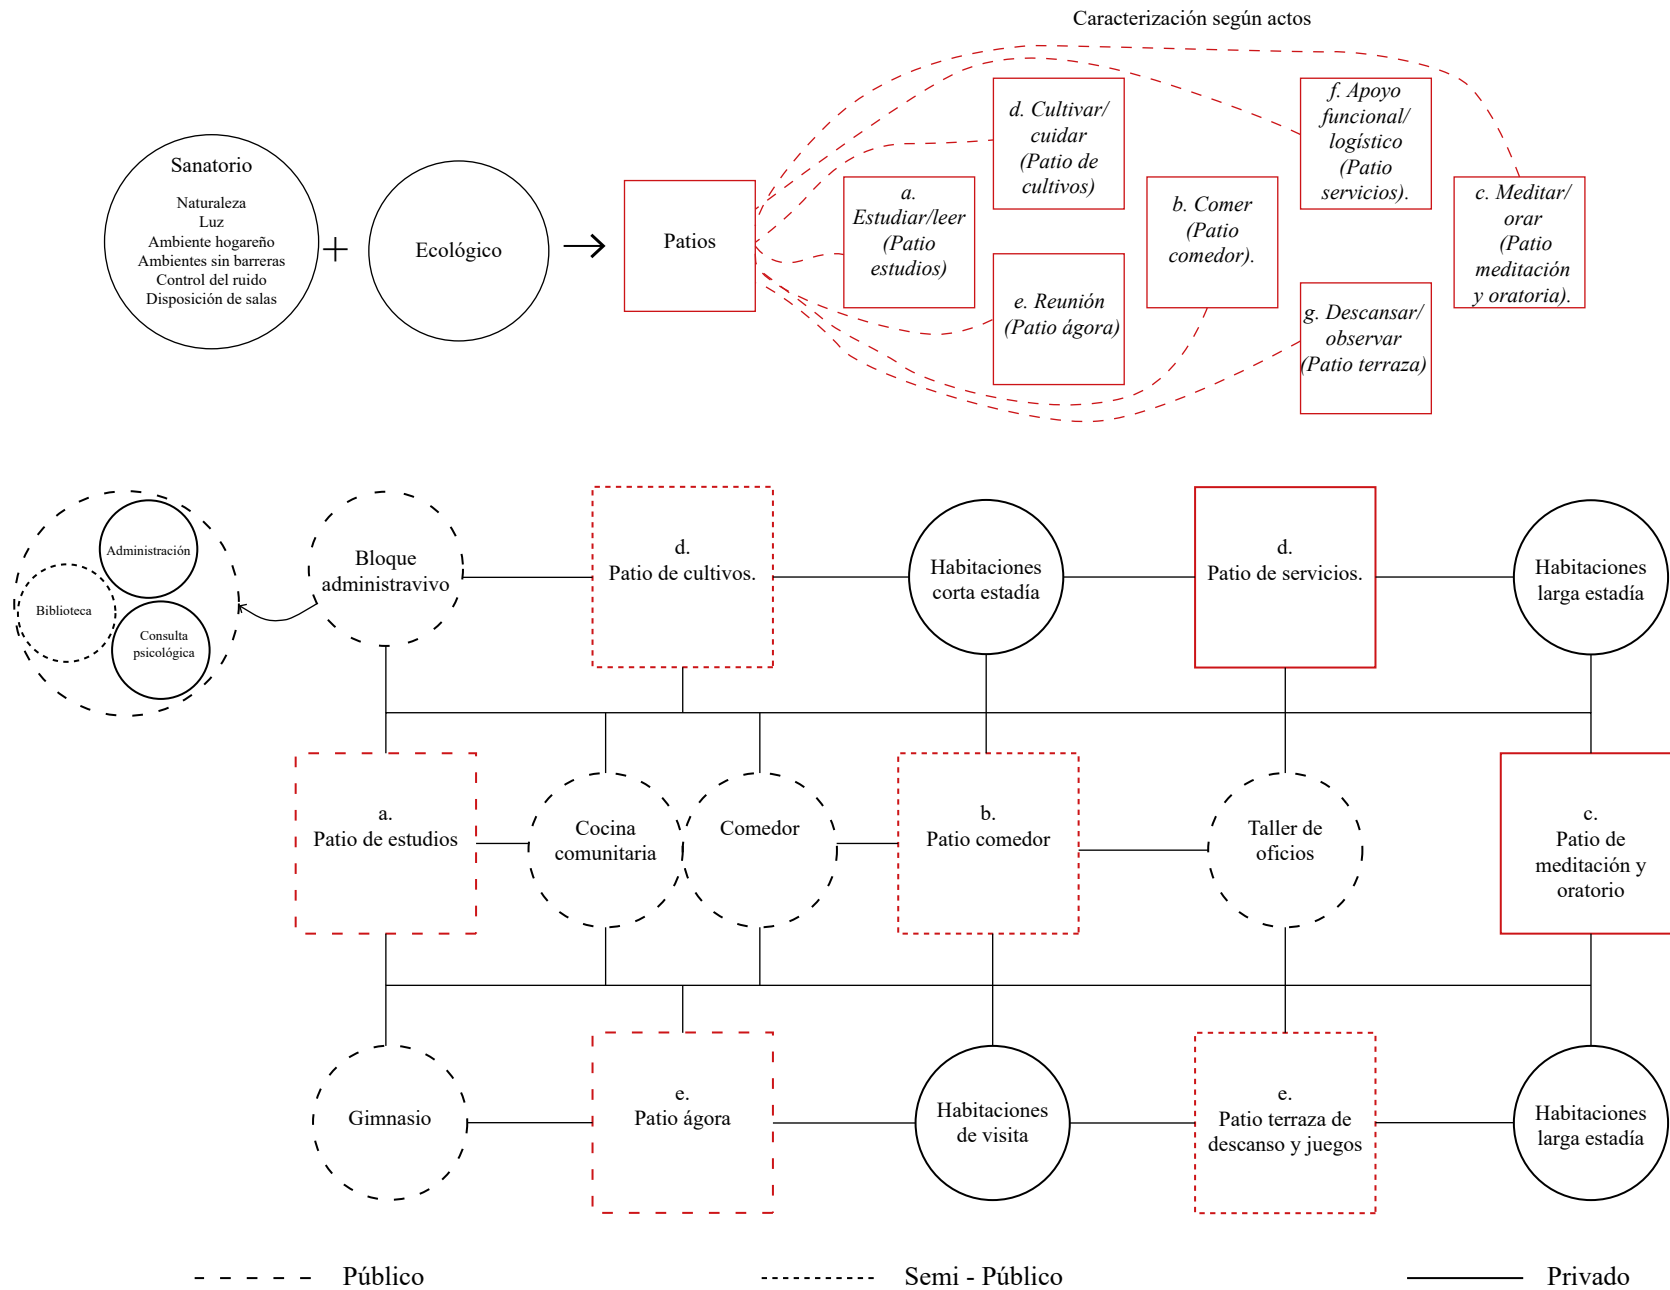 Caracterización según actos
Sanatorio
Naturaleza
Luz
Ambiente hogareño
Ambientes sin barreras
Control del ruido
Disposición de salas
Ecológico
Patios
a.
Estudiar/leer
(Patio
estudios)
d. Cultivar/
cuidar
(Patio de
cultivos)
e. Reunión
(Patio ágora)
b. Comer
(Patio
comedor).
f. Apoyo
funcional/
logístico
(Patio
servicios).
g. Descansar/
observar
(Patio terraza)
c. Meditar/
orar
(Patio
meditación
y oratoria).
Administración
Biblioteca
Consulta
psicológica
Bloque
administravivo
d.
Patio de cultivos.
Habitaciones
corta estadía
d.
Patio de servicios.
Habitaciones
larga estadía
a.
Patio de estudios
Cocina
comunitaria
Comedor
b.
Patio comedor
Taller de
oficios
c.
Patio de
meditación y
oratorio
Gimnasio
e.
Patio ágora
Habitaciones
de visita
e.
Patio terraza de
descanso y juegos
Habitaciones
larga estadía
Público
Semi - Público
Privado